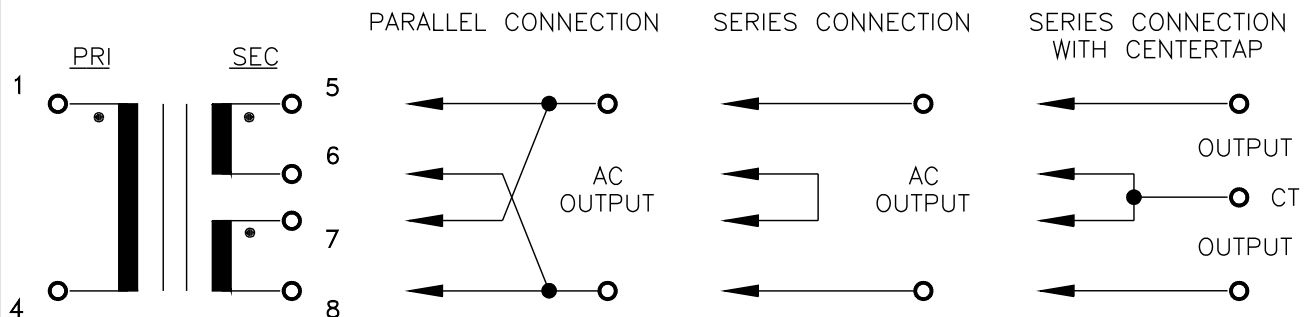 PRI
SEC
1
4
5
6
7
8
PARALLEL CONNECTION
AC
OUTPUT
SERIES CONNECTION
AC
OUTPUT
SERIES CONNECTION
WITH CENTERTAP
OUTPUT
CT
OUTPUT